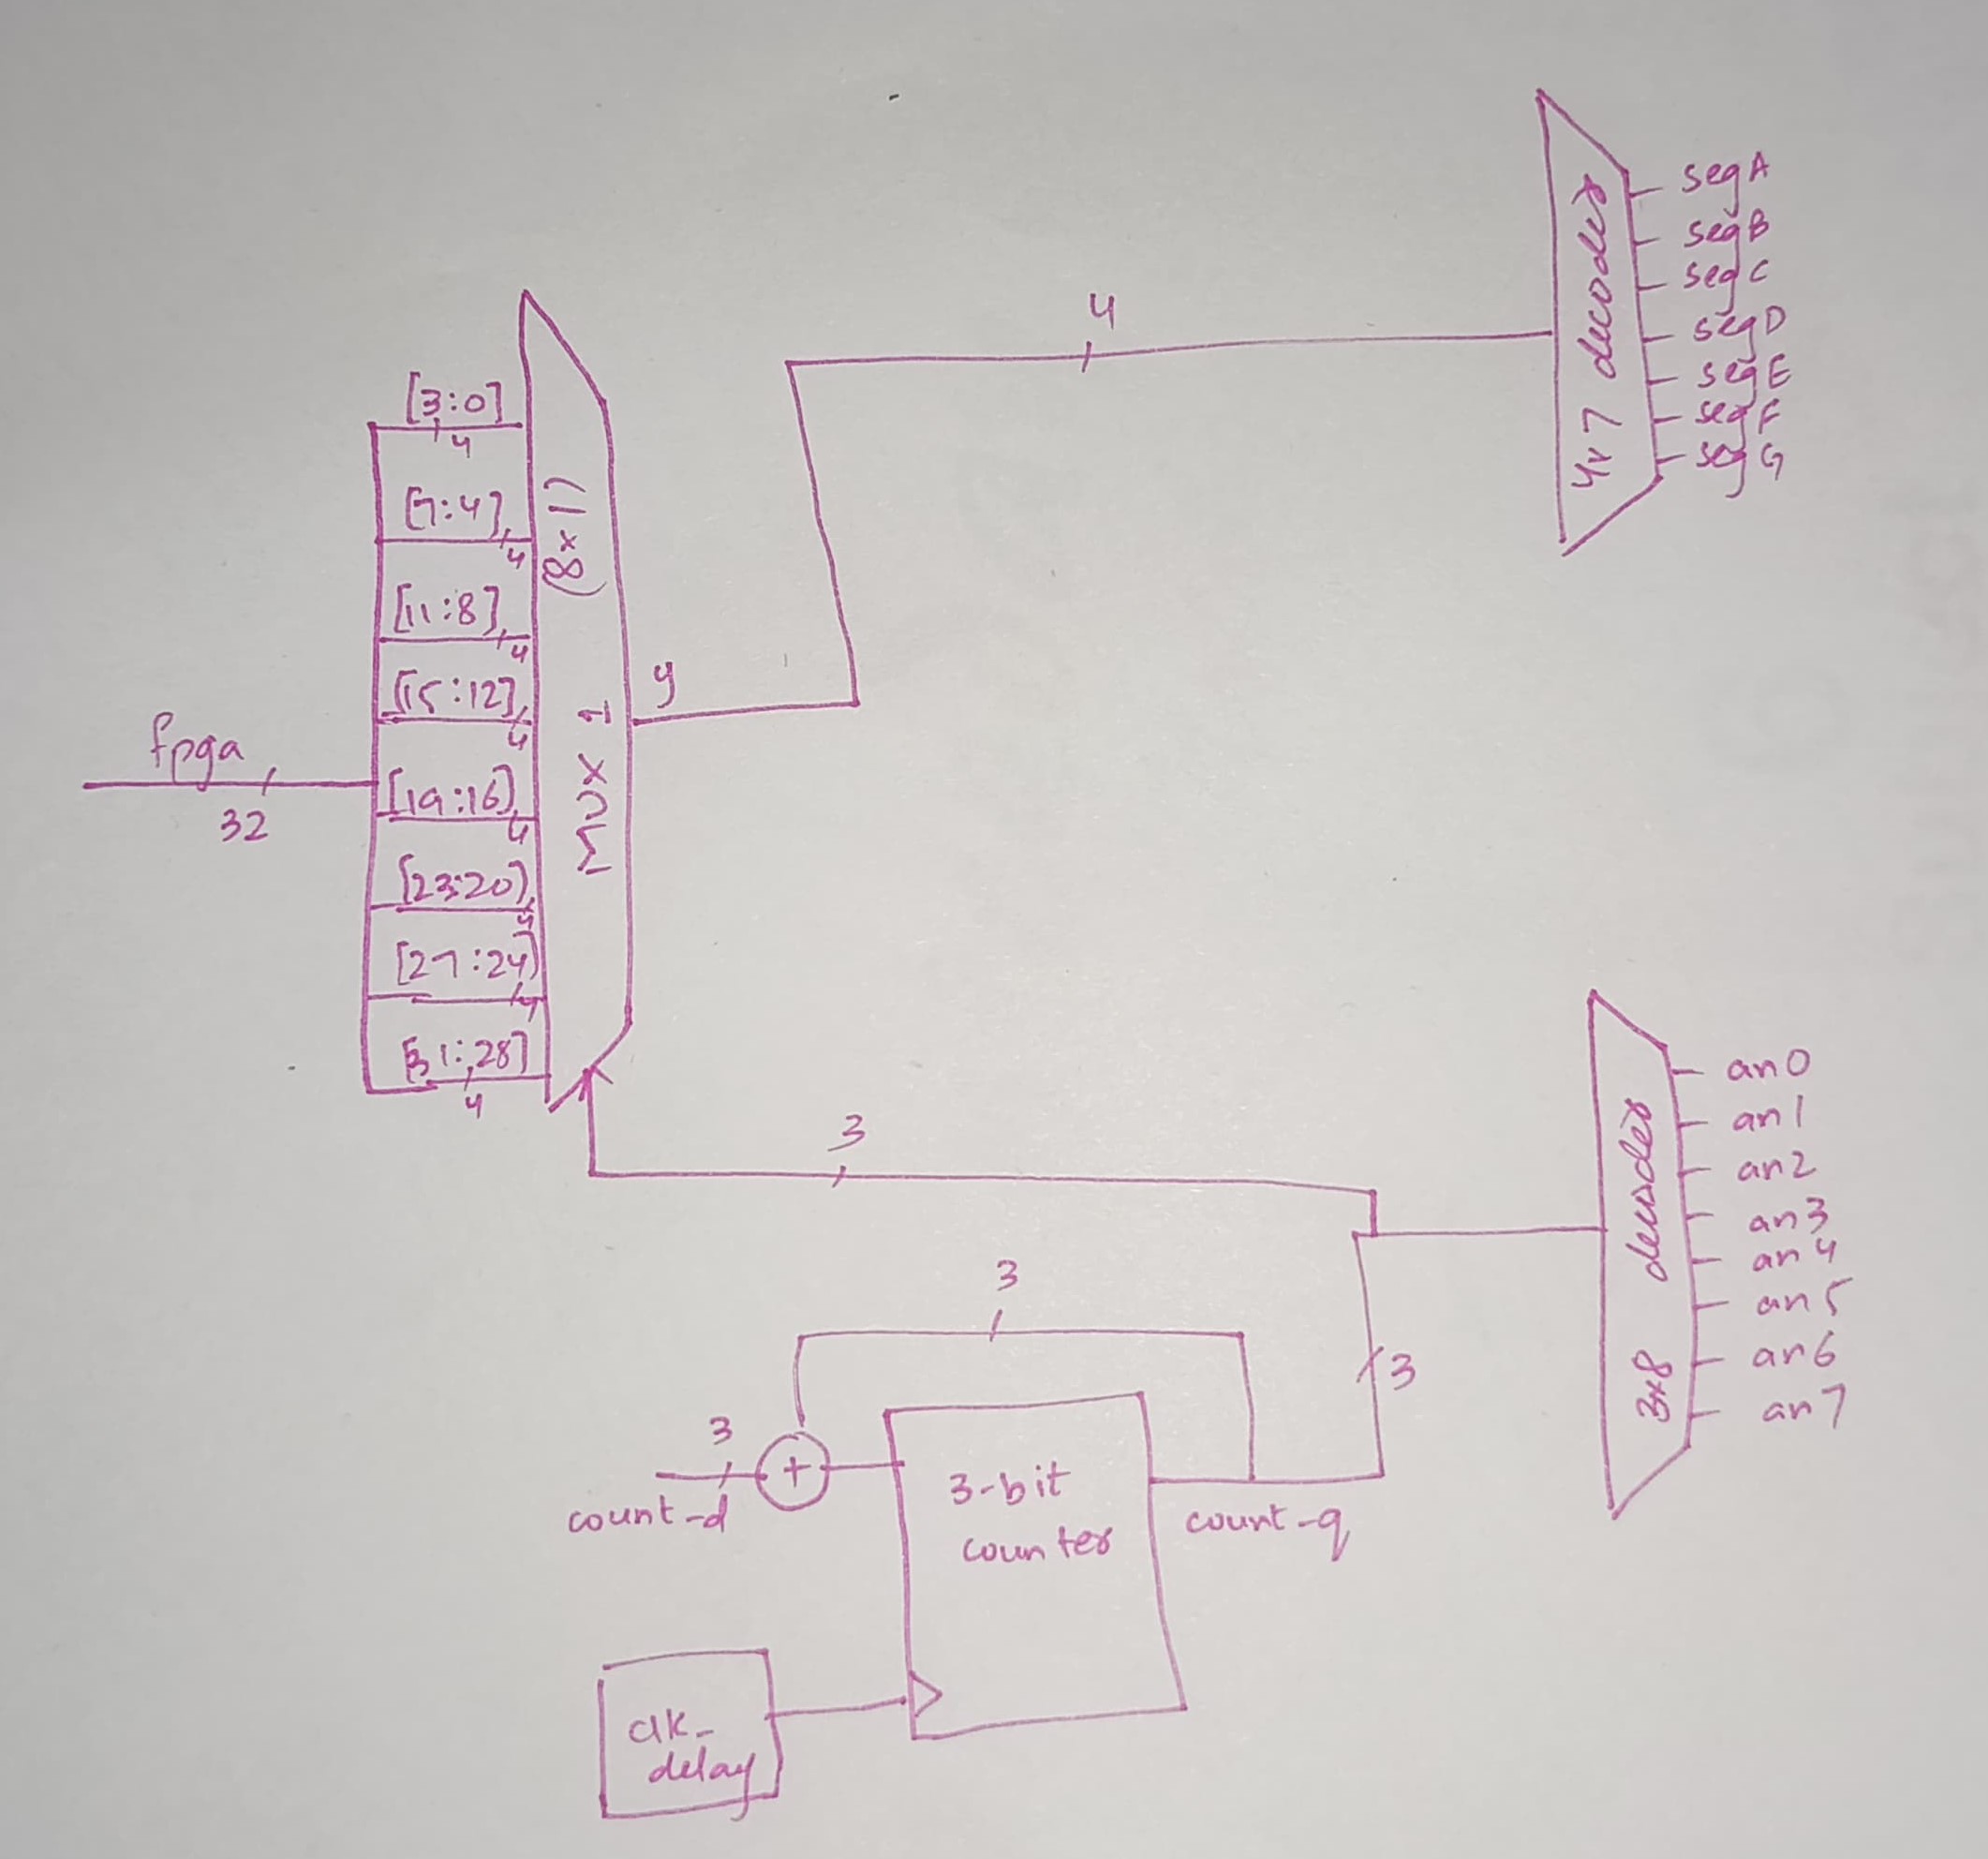 fpga
32
[3:0]
4
[7:4]
4
[11:8]
4
[15:12]
4
[19:16]
4
[23:20]
4
[27:24]
4
[31:28]
4
MUX 1 (8x1)
y
4
4x7 decoder
segA
segB
segC
segD
segE
segF
segG
3
3
3
3
count-d
+
3-bit
counter
count-q
clk_
delay
3x8 decoder
an0
an1
an2
an3
an4
an5
an6
an7